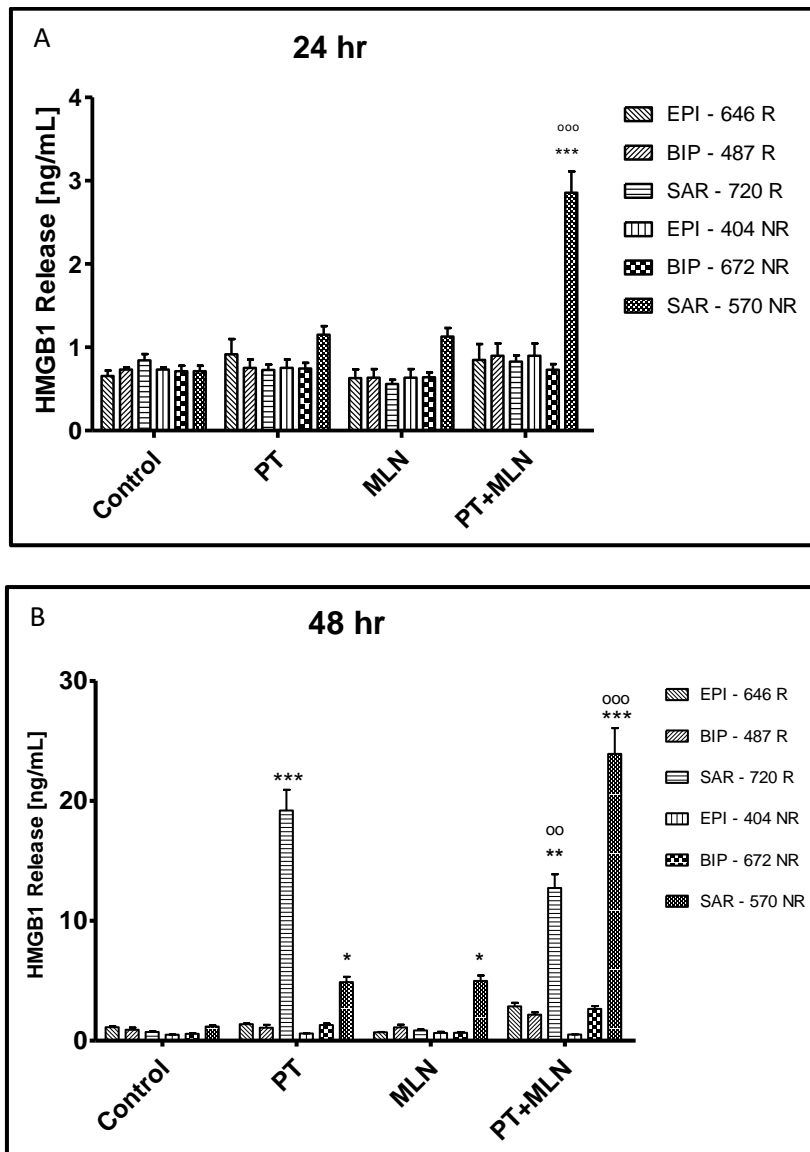 A
24 hr
HMGB1 Release [ng/mL]
4
3
2
1
0
ooo
***
Control
PT
MLN
PT+MLN
EPI - 646 R
BIP - 487 R
SAR - 720 R
EPI - 404 NR
BIP - 672 NR
SAR - 570 NR
B
48 hr
HMGB1 Release [ng/mL]
30
20
10
0
***
*
*
oo
**
ooo
***
Control
PT
MLN
PT+MLN
EPI - 646 R
BIP - 487 R
SAR - 720 R
EPI - 404 NR
BIP - 672 NR
SAR - 570 NR